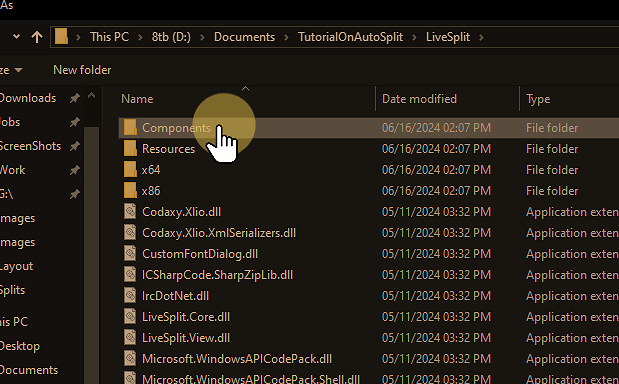 As
This PC > 8tb (D:) > Documents > TutorialOnAutoSplit > LiveSplit >
ze New folder
Name Date modified Type
Downloads
Jobs
ScreenShots
Work
G:\
mages
mages
Layout
Splits
his PC
Desktop
Documents
Components 06/16/2024 02:07 PM File folder
Resources 06/16/2024 02:07 PM File folder
x64 06/16/2024 02:07 PM File folder
x86 06/16/2024 02:07 PM File folder
Codaxy.Xlio.dll 05/11/2024 03:32 PM Application exten
Codaxy.Xlio.XmlSerializers.dll 05/11/2024 03:32 PM Application exten
CustomFontDialog.dll 05/11/2024 03:32 PM Application exten
ICSharpCode.SharpZipLib.dll 05/11/2024 03:32 PM Application exten
IrcDotNet.dll 05/11/2024 03:32 PM Application exten
LiveSplit.Core.dll 05/11/2024 03:32 PM Application exten
LiveSplit.View.dll 05/11/2024 03:32 PM Application exten
Microsoft.WindowsAPICodePack.dll 05/11/2024 03:32 PM Application exten
Microsoft.WindowsAPICodePack.Shell.dll 05/11/2024 03:32 PM Application exten